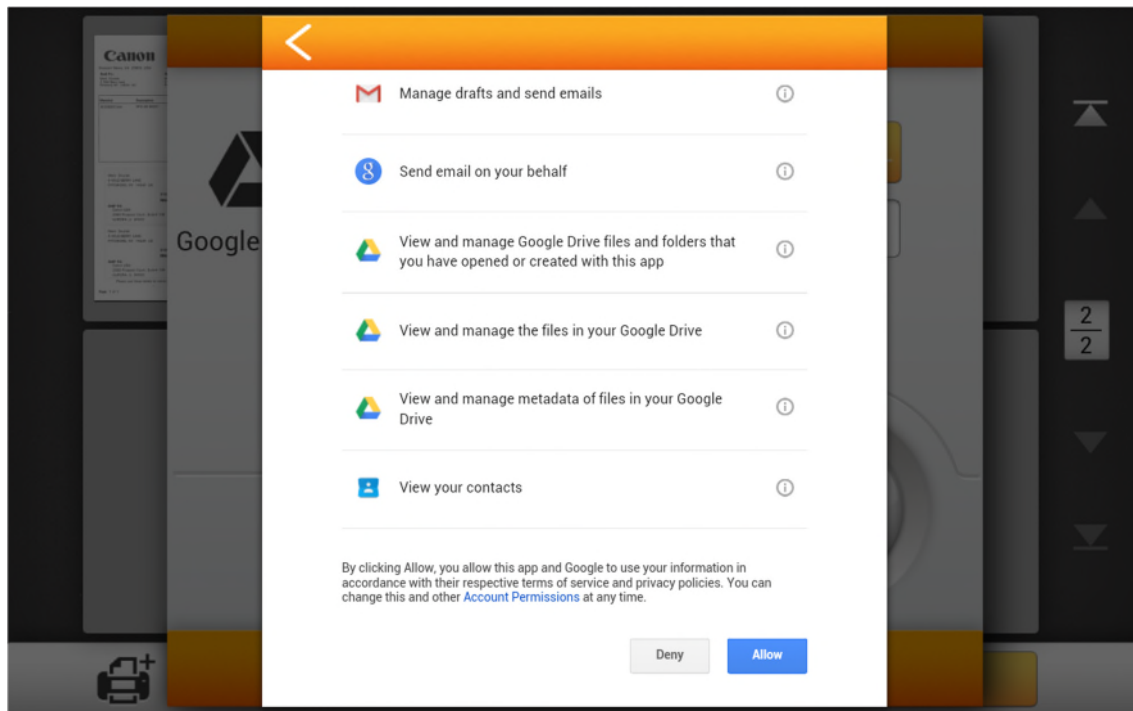 Canon
Manage drafts and send emails
Send email on your behalf
View and manage Google Drive files and folders that
you have opened or created with this app
Google
View and manage the files in your Google Drive
2
2
View and manage metadata of files in your Google
Drive
View your contacts
By clicking Allow, you allow this app and Google to use your information in
accordance with their respective terms of service and privacy policies. You can
change this and other Account Permissions at any time.
Deny
Allow